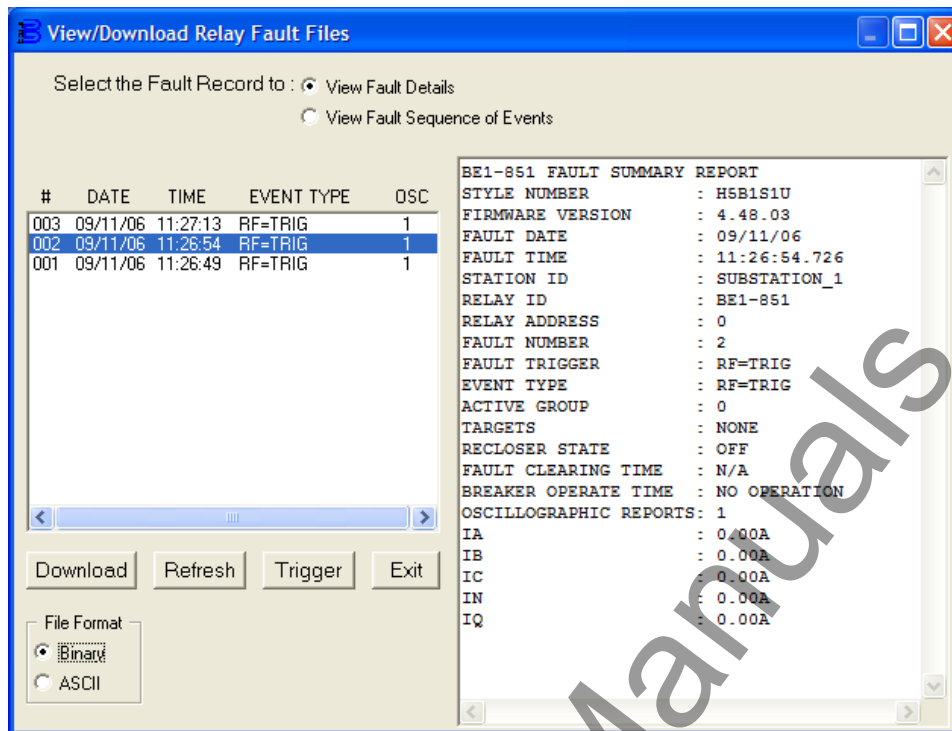 View/Download Relay Fault Files
Select the Fault Record to :
View Fault Details
View Fault Sequence of Events
# DATE TIME EVENT TYPE OSC
003 09/11/06 11:27:13 RF=TRIG 1
002 09/11/06 11:26:54 RF=TRIG 1
001 09/11/06 11:26:49 RF=TRIG 1
Download Refresh Trigger Exit
File Format
Binary
ASCII
BE1-851 FAULT SUMMARY REPORT
STYLE NUMBER : H5B1S1U
FIRMWARE VERSION : 4.48.03
FAULT DATE : 09/11/06
FAULT TIME : 11:26:54.726
STATION ID : SUBSTATION_1
RELAY ID : BE1-851
RELAY ADDRESS : 0
FAULT NUMBER : 2
FAULT TRIGGER : RF=TRIG
EVENT TYPE : RF=TRIG
ACTIVE GROUP : 0
TARGETS : NONE
RECLOSER STATE : OFF
FAULT CLEARING TIME : N/A
BREAKER OPERATE TIME : NO OPERATION
OSCILLOGRAPHIC REPORTS: 1
IA : 0.00A
IB : 0.00A
IC : 0.00A
IN : 0.00A
IQ : 0.00A
Manuals